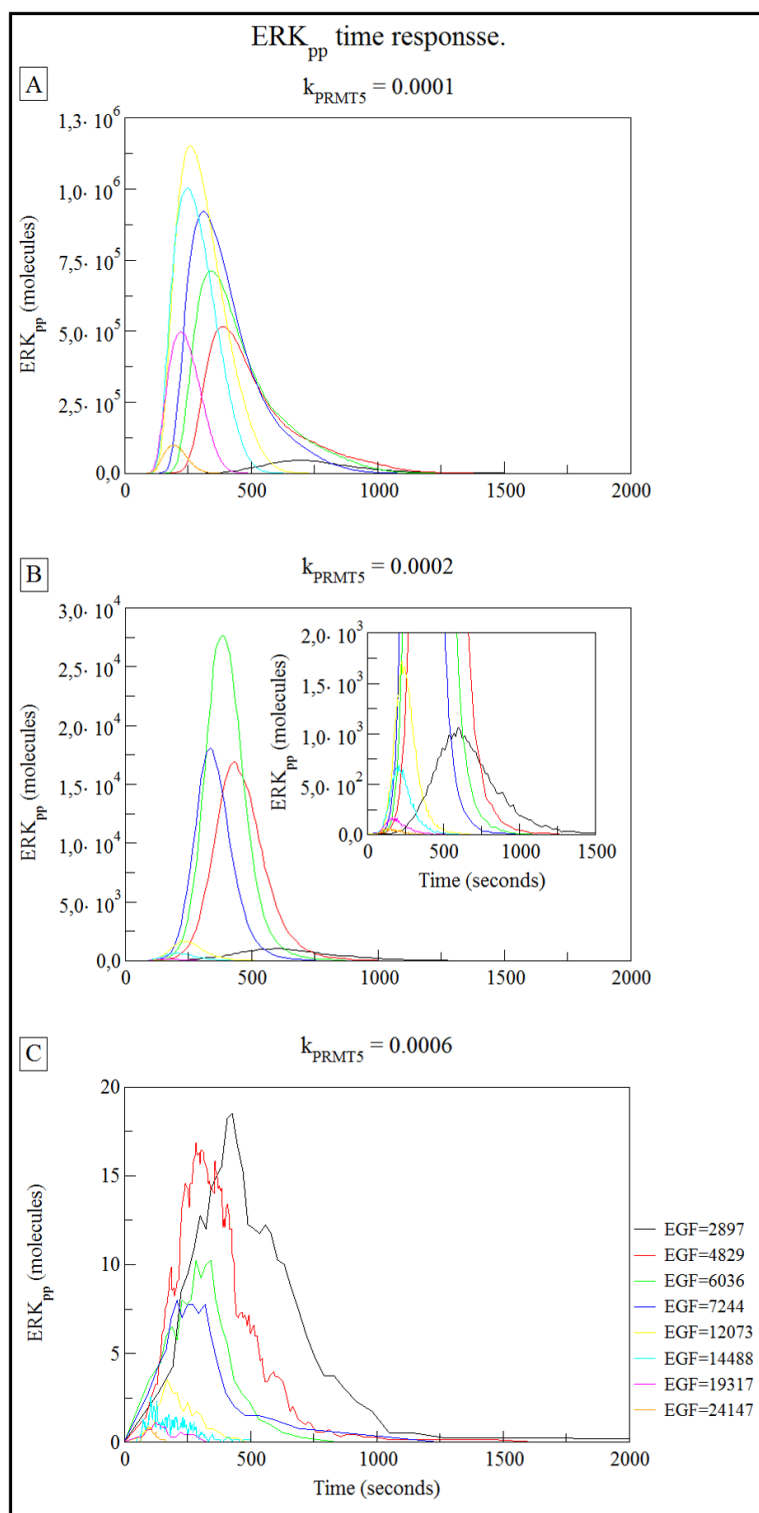 ERKpp time responsse.
A
kPRMT5 = 0.0001
1,3· 10^6
1,0· 10^6
7,5· 10^5
5,0· 10^5
2,5· 10^5
0,0
ERKpp (molecules)
0 500 1000 1500 2000
B
kPRMT5 = 0.0002
3,0· 10^4
2,5· 10^4
2,0· 10^4
1,5· 10^4
1,0· 10^4
5,0· 10^3
0,0
ERKpp (molecules)
0 500 1000 1500 2000
2,0· 10^3
1,5· 10^3
1,0· 10^3
5,0· 10^2
0,0
ERKpp (molecules)
0 500 1000 1500
Time (seconds)
C
kPRMT5 = 0.0006
20
15
10
5
0
ERKpp (molecules)
0 500 1000 1500 2000
Time (seconds)
EGF=2897
EGF=4829
EGF=6036
EGF=7244
EGF=12073
EGF=14488
EGF=19317
EGF=24147